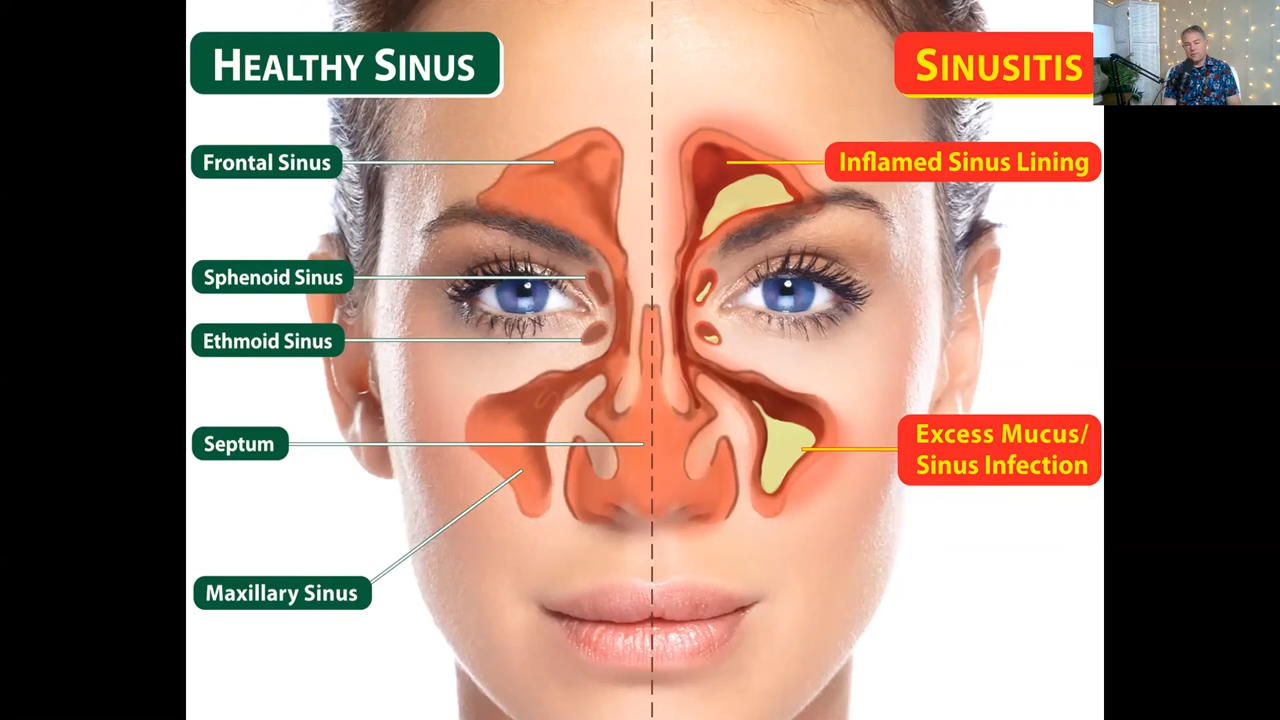 HEALTHY SINUS
SINUSITIS
Frontal Sinus
Inflamed Sinus Lining
Sphenoid Sinus
Ethmoid Sinus
Septum
Excess Mucus/
Sinus Infection
Maxillary Sinus